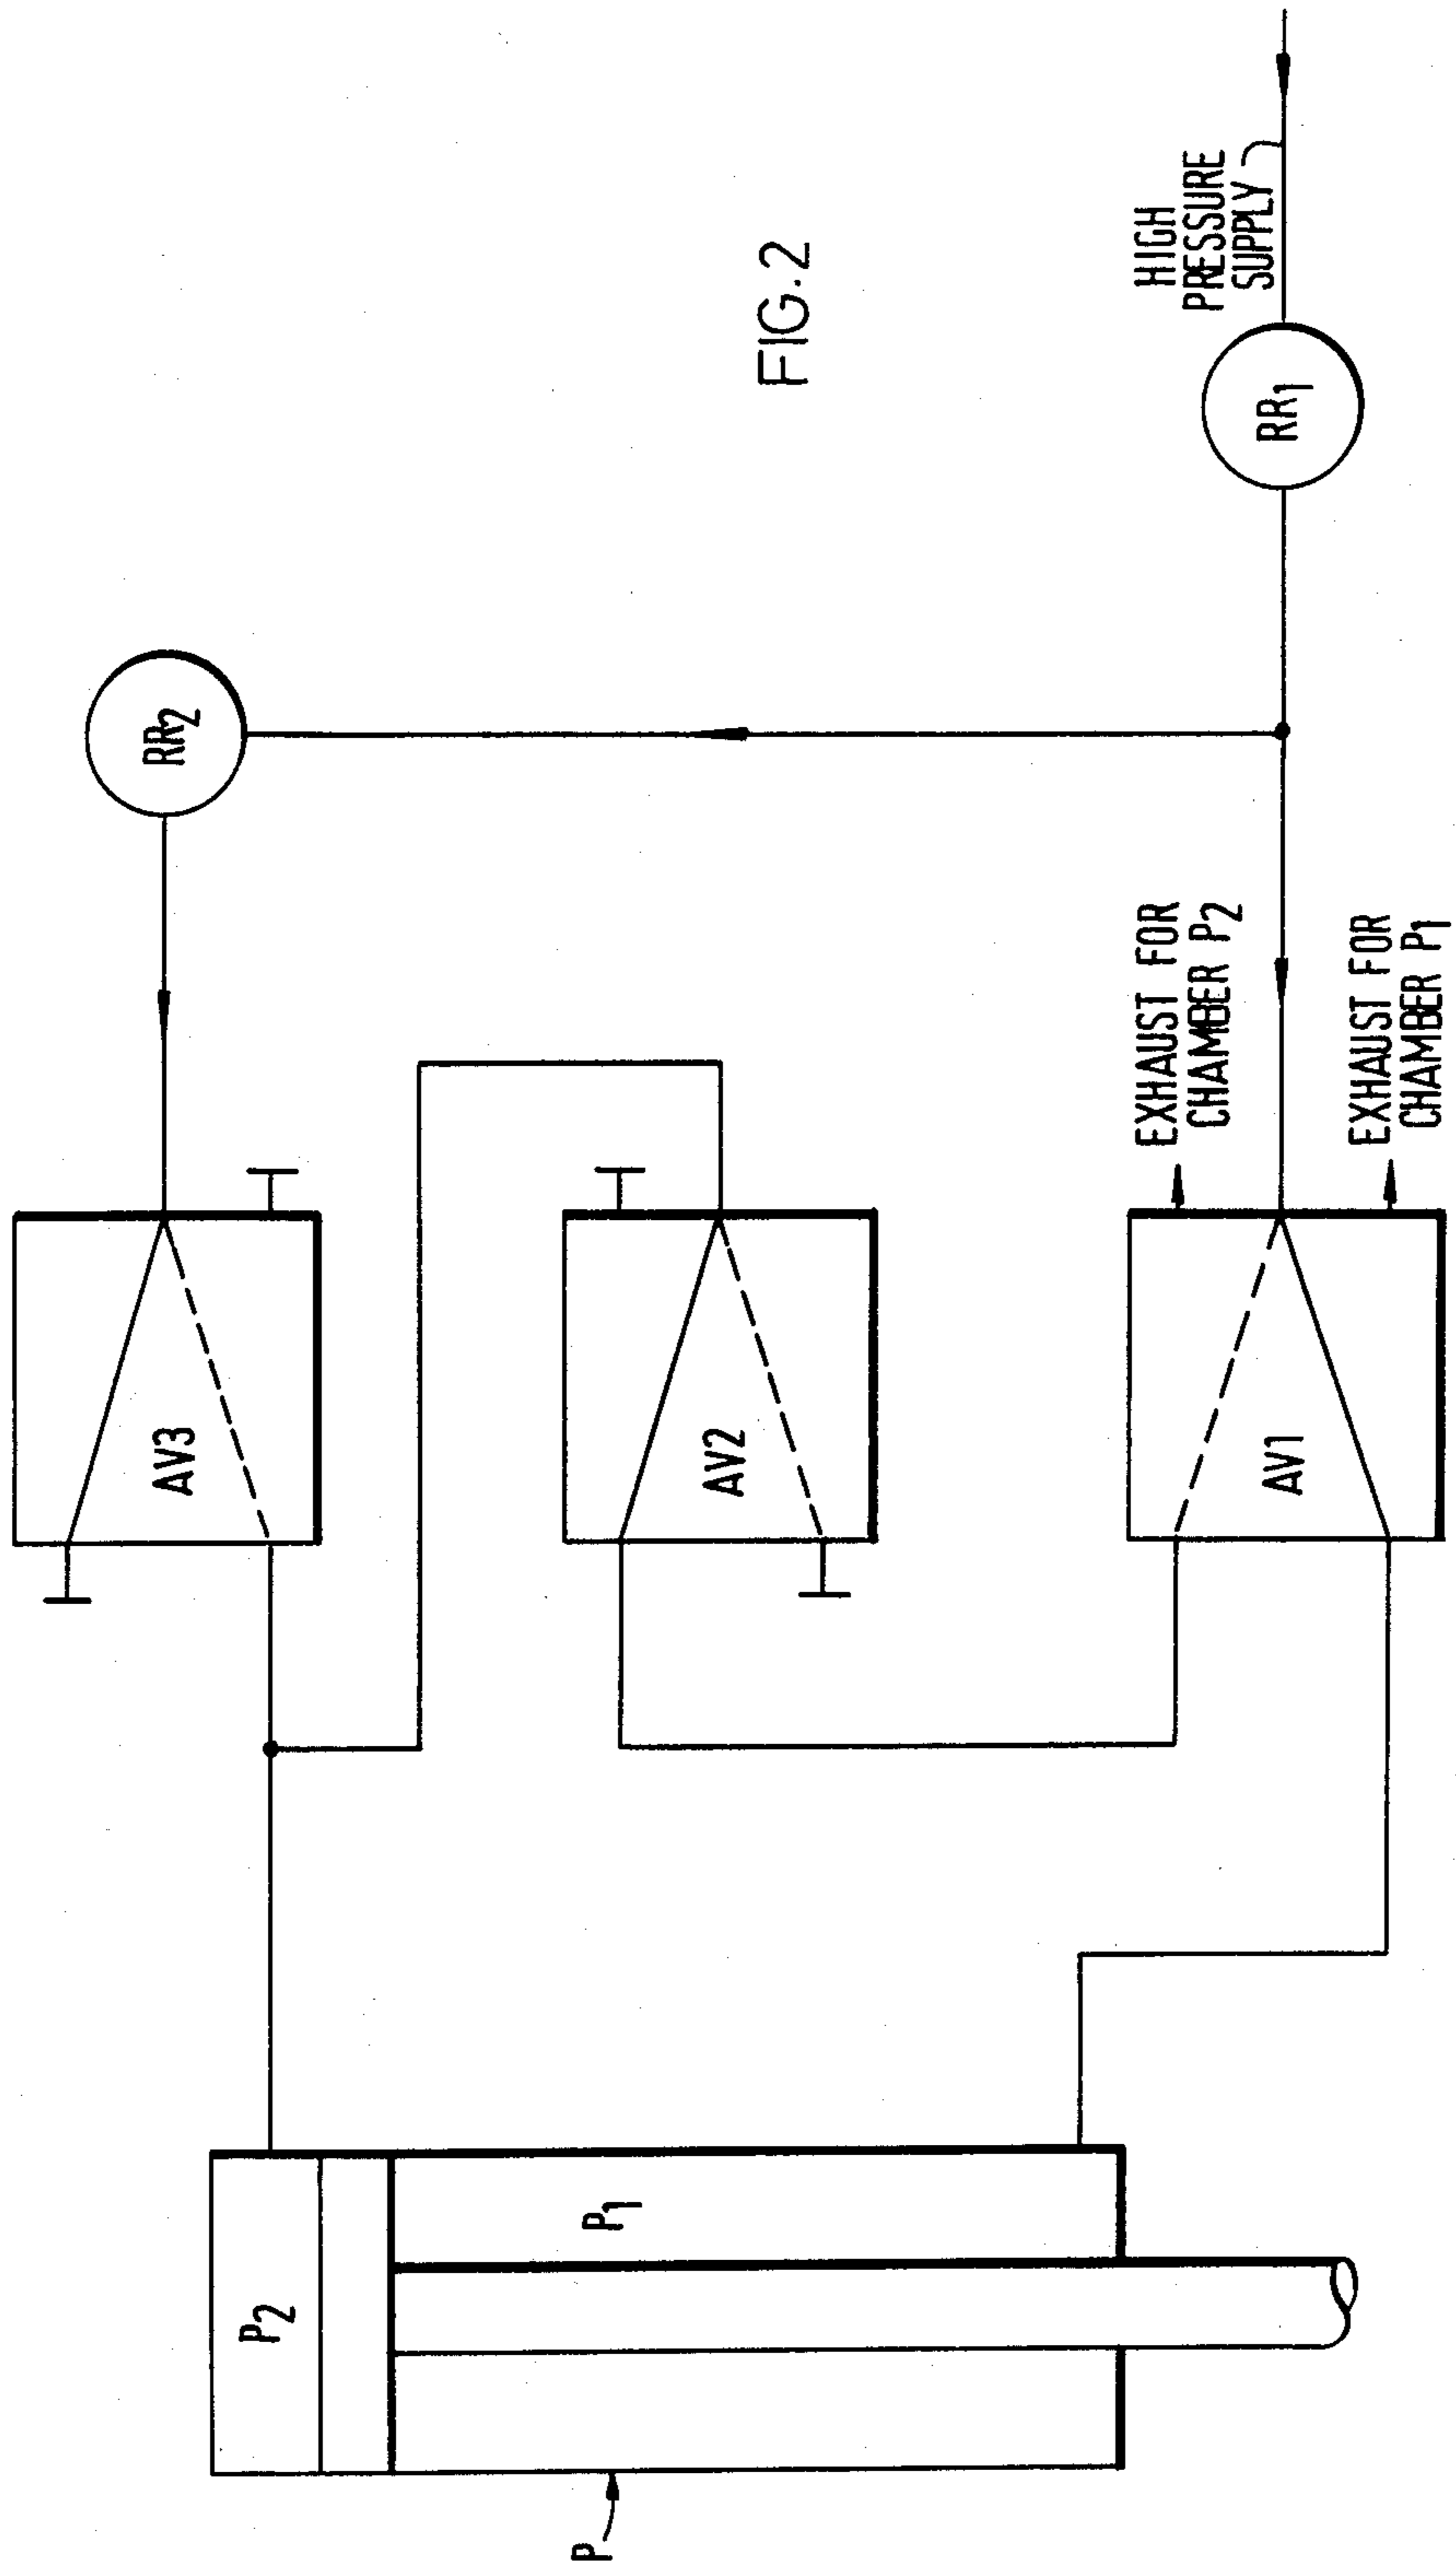 P
P2
P1
AV3
AV2
AV1
RR2
EXHAUST FOR
CHAMBER P2
EXHAUST FOR
CHAMBER P1
RR1
HIGH
PRESSURE
SUPPLY
FIG. 2